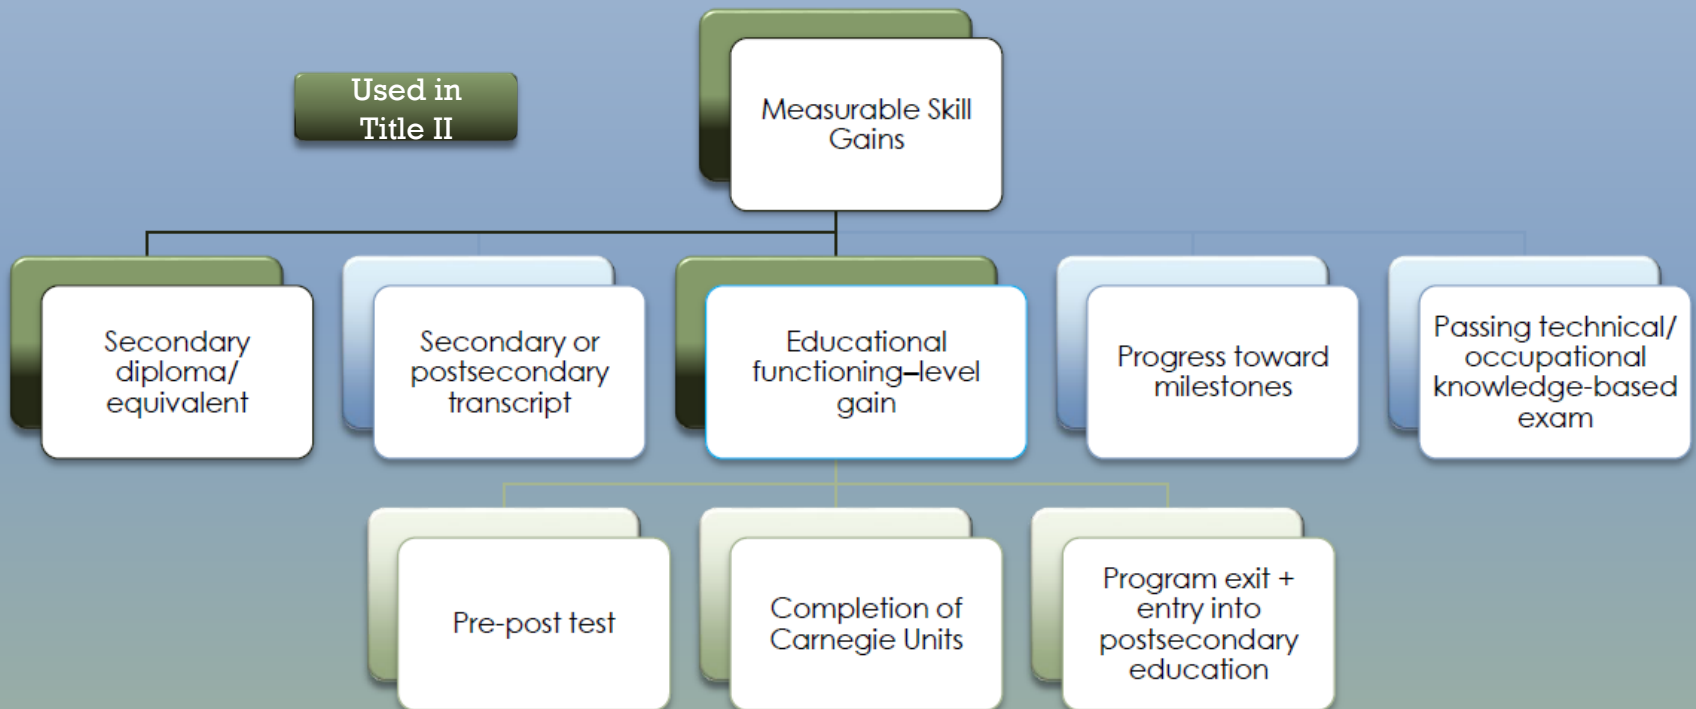 Used in
Title II
Measurable Skill
Gains
Secondary
diploma/
equivalent
Secondary or
postsecondary
transcript
Educational
functioning–level
gain
Progress toward
milestones
Passing technical/
occupational
knowledge-based
exam
Pre-post test
Completion of
Carnegie Units
Program exit +
entry into
postsecondary
education